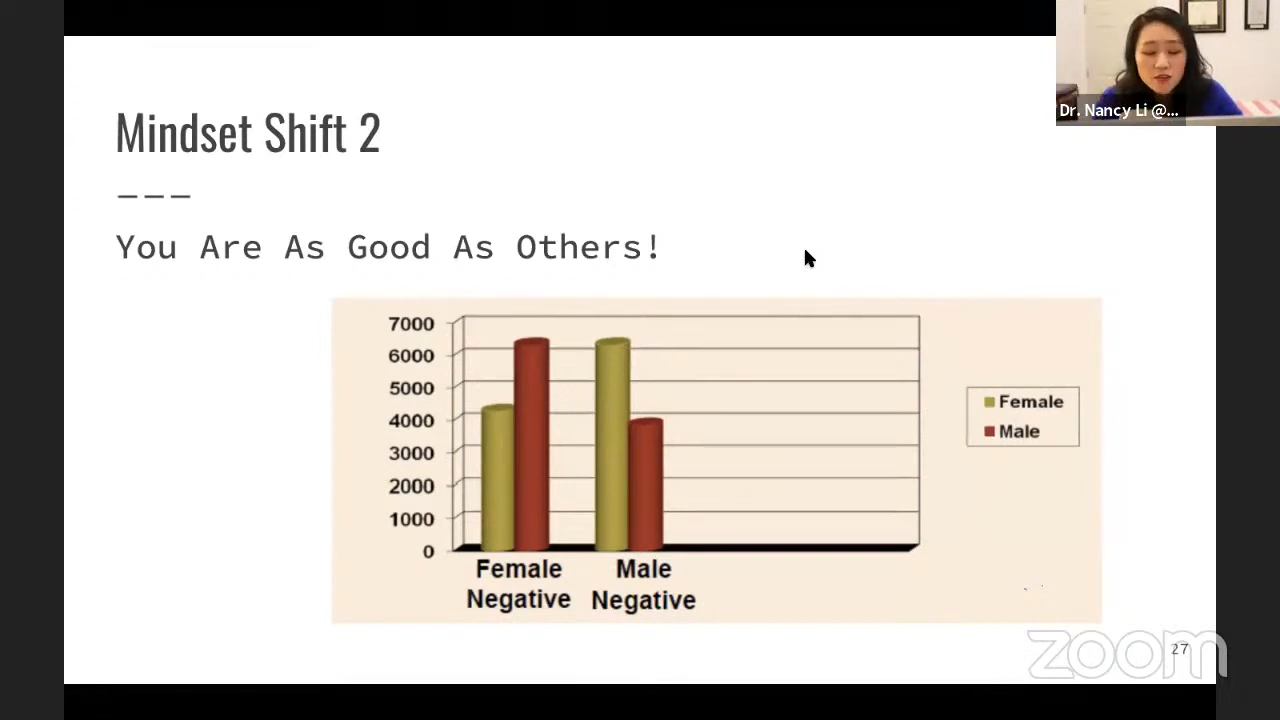 Dr. Nancy Li @...
Mindset Shift 2
———
You Are As Good As Others!
7000
6000
5000
4000
3000
2000
1000
0
Female
Negative
Male
Negative
Female
Male
zoom
27